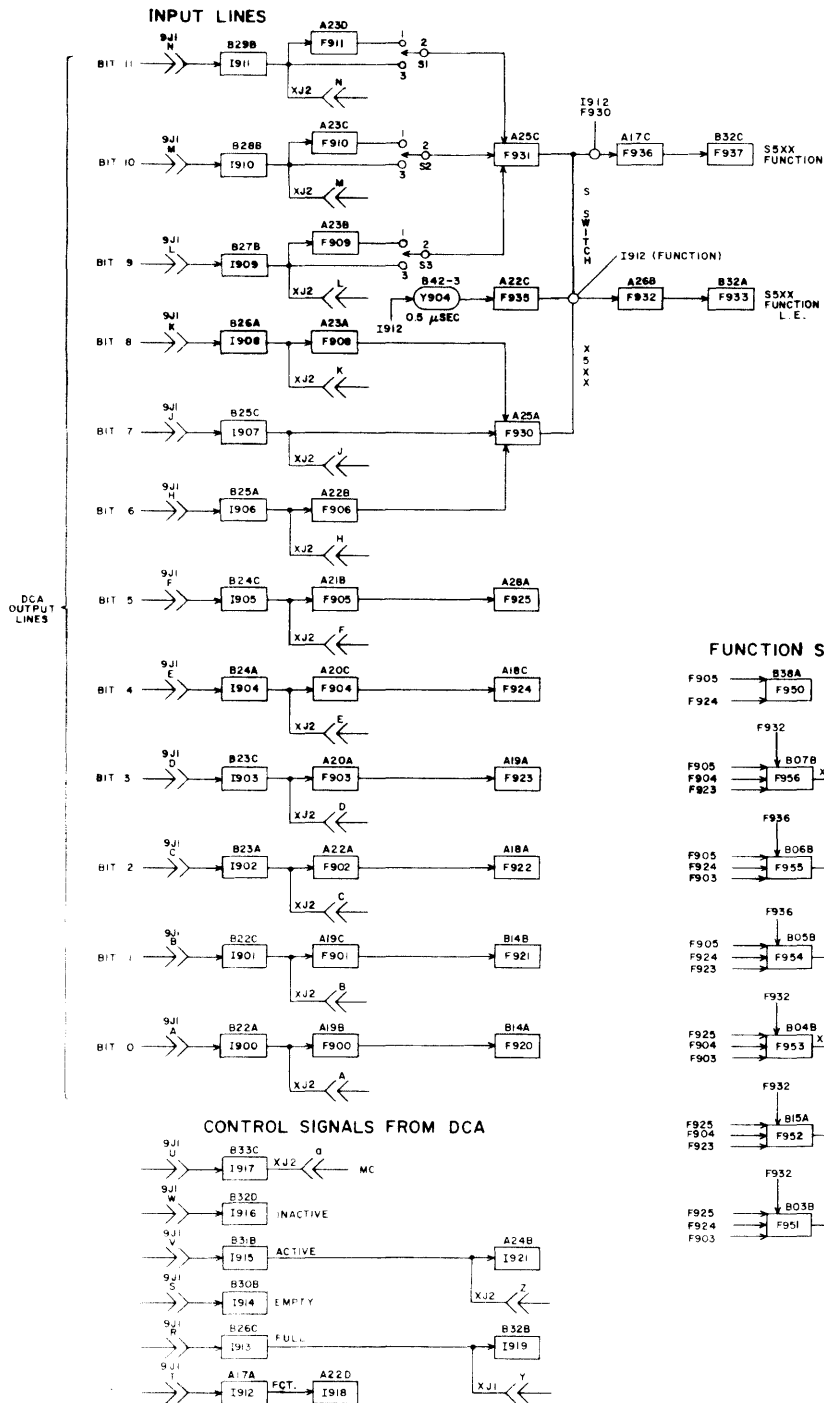 INPUT LINES
9J1
N
B29B
A23D
BIT 11
I911
F911
1
2
3
S1
XJ2
N
9J1
M
B28B
A23C
BIT 10
I910
F910
1
2
3
S2
XJ2
M
A25C
F931
I912
F930
A17C
F936
B32C
F937
S5XX
FUNCTION
9J1
L
B27B
A23B
BIT 9
I909
F909
1
2
3
S3
XJ2
L
S SWITCH
I912 (FUNCTION)
B42-3
Y904
0.5 µSEC
I912
A22C
F935
A26B
F932
B32A
F933
S5XX
FUNCTION
L.E.
9J1
K
B26A
A23A
BIT 8
I908
F908
XJ2
K
X5XX
9J1
J
B25C
BIT 7
I907
XJ2
J
A25A
F930
9J1
H
B25A
A22B
BIT 6
I906
F906
XJ2
H
9J1
F
B24C
A21B
A28A
BIT 5
I905
F905
F925
XJ2
F
DCA
OUTPUT
LINES
9J1
E
B24A
A20C
A18C
BIT 4
I904
F904
F924
XJ2
E
9J1
D
B23C
A20A
A19A
BIT 3
I903
F903
F923
XJ2
D
9J1
C
B23A
A22A
A18A
BIT 2
I902
F902
F922
XJ2
C
9J1
B
B22C
A19C
B14B
BIT 1
I901
F901
F921
XJ2
B
9J1
A
B22A
A19B
B14A
BIT 0
I900
F900
F920
XJ2
A
FUNCTION S
F905
F924
B38A
F950
F932
B07B
F905
F904
F923
F956
X
F936
B06B
F905
F924
F903
F955
F936
B05B
F905
F924
F923
F954
F932
B04B
F925
F904
F903
F953
X
F932
B15A
F925
F904
F923
F952
F932
B03B
F925
F924
F903
F951
CONTROL SIGNALS FROM DCA
9J1
U
B33C
I917
XJ2
a
MC
9J1
W
B32D
I916
INACTIVE
9J1
V
B31B
I915
ACTIVE
A24B
I921
XJ2
Z
9J1
S
B30B
I914
EMPTY
9J1
R
B26C
I913
FULL
B32B
I919
XJ1
Y
9J1
T
A17A
I912
FCT.
A22D
I918